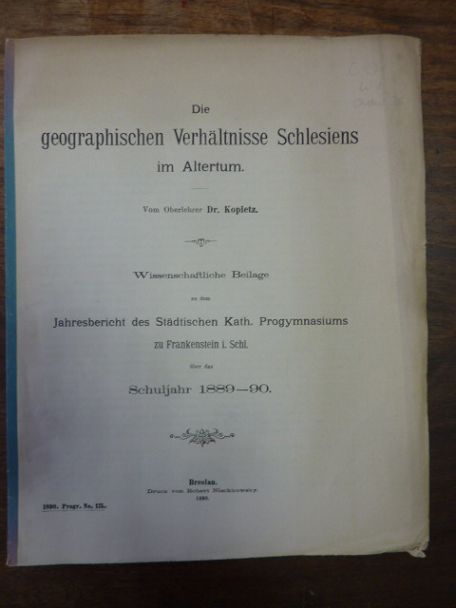 Die
geographischen Verhältnisse Schlesiens
im Altertum.
Vom Oberlehrer Dr. Kopietz.
Wissenschaftliche Beilage
zu dem
Jahresbericht des Städtischen Kath. Progymnasiums
zu Frankenstein i. Schl.
über das
Schuljahr 1889—90.
Breslau.
Druck von Robert Nischkowsky.
1890.
1890. Progr. No. 175.